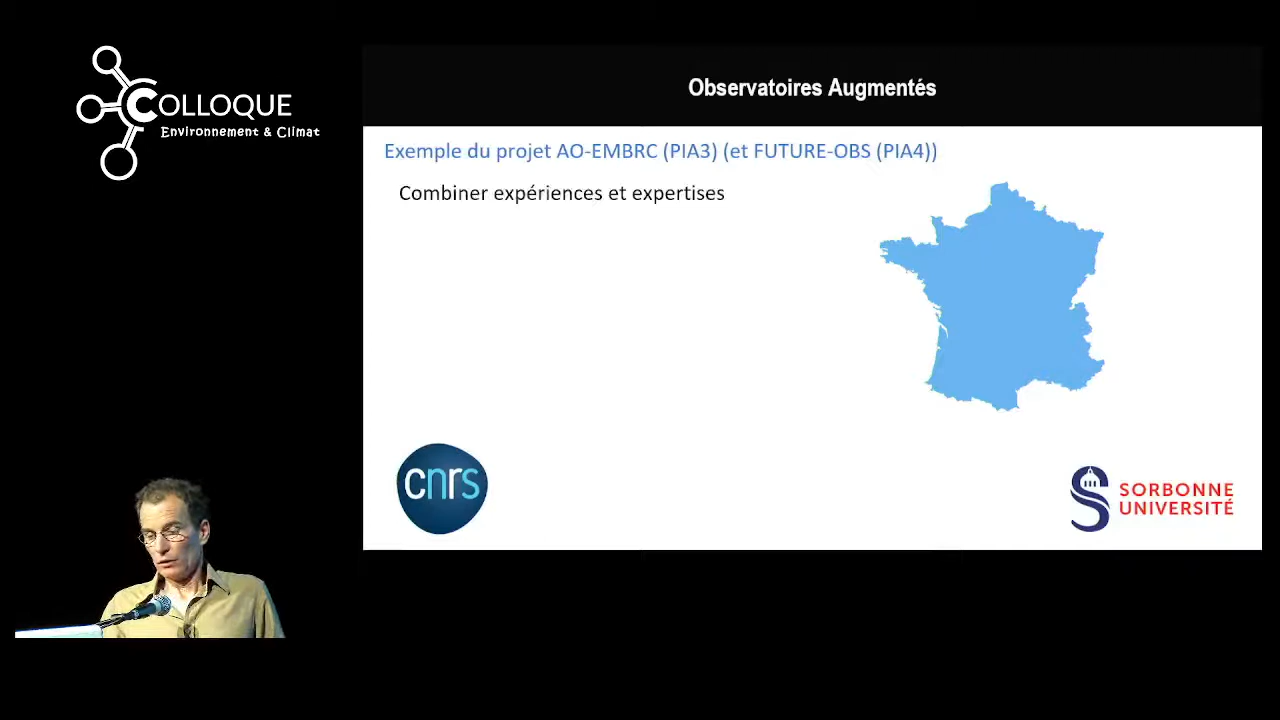 COLLOQUE
Environnement & Climat
Observatoires Augmentés
Exemple du projet AO-EMBRC (PIA3) (et FUTURE-OBS (PIA4))
Combiner expériences et expertises
cnrs
SORBONNE
UNIVERSITÉ